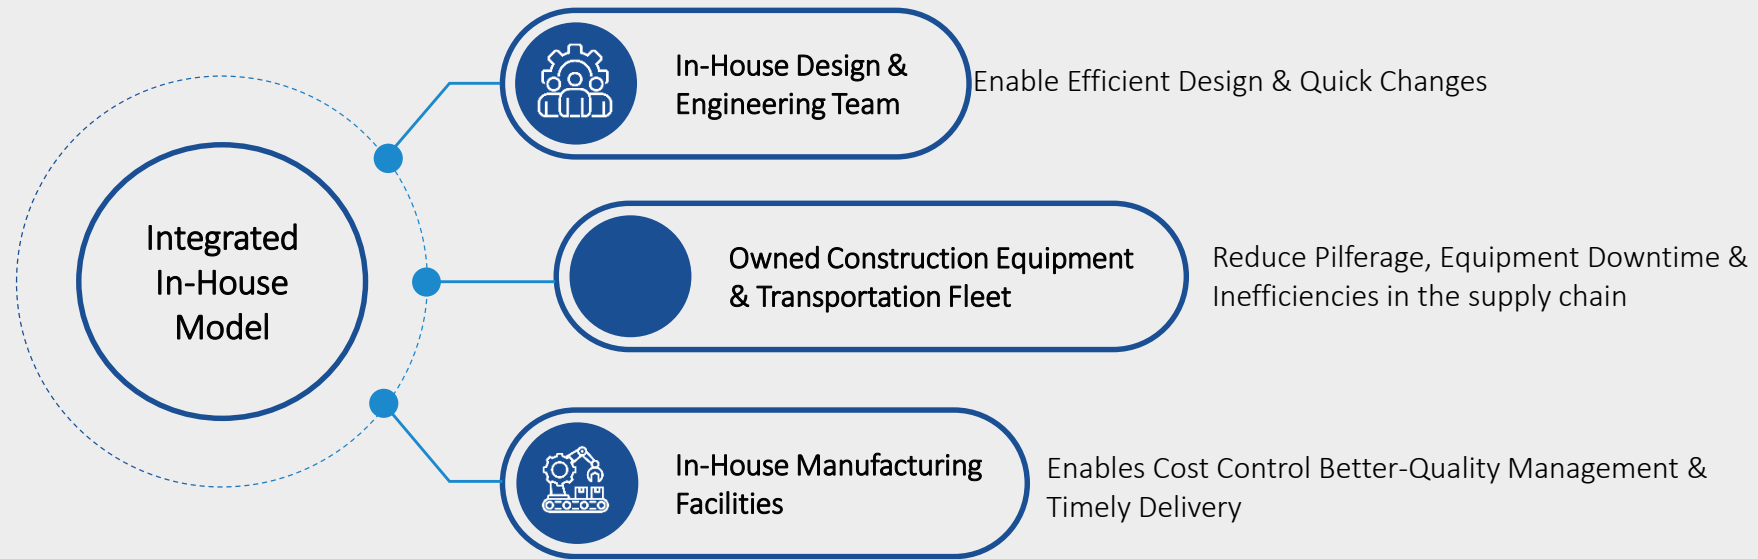 Integrated
In-House
Model
In-House Design &
Engineering Team
Enable Efficient Design & Quick Changes
Owned Construction Equipment
& Transportation Fleet
Reduce Pilferage, Equipment Downtime &
Inefficiencies in the supply chain
In-House Manufacturing
Facilities
Enables Cost Control Better-Quality Management &
Timely Delivery